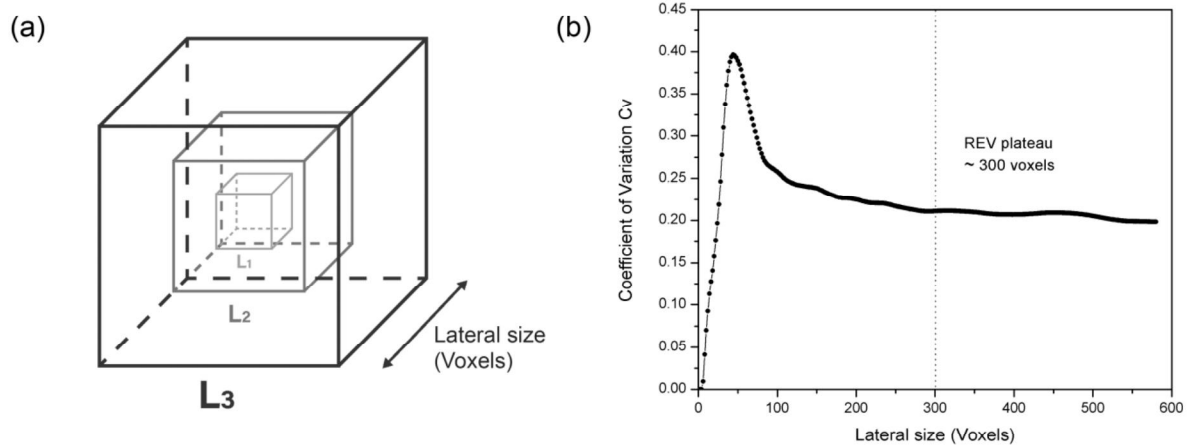 (a)
L1
L2
L3
Lateral size
(Voxels)
(b)
Coefficient of Variation Cv
0.45
0.40
0.35
0.30
0.25
0.20
0.15
0.10
0.05
0.00
REV plateau
~ 300 voxels
0 100 200 300 400 500 600
Lateral size (Voxels)